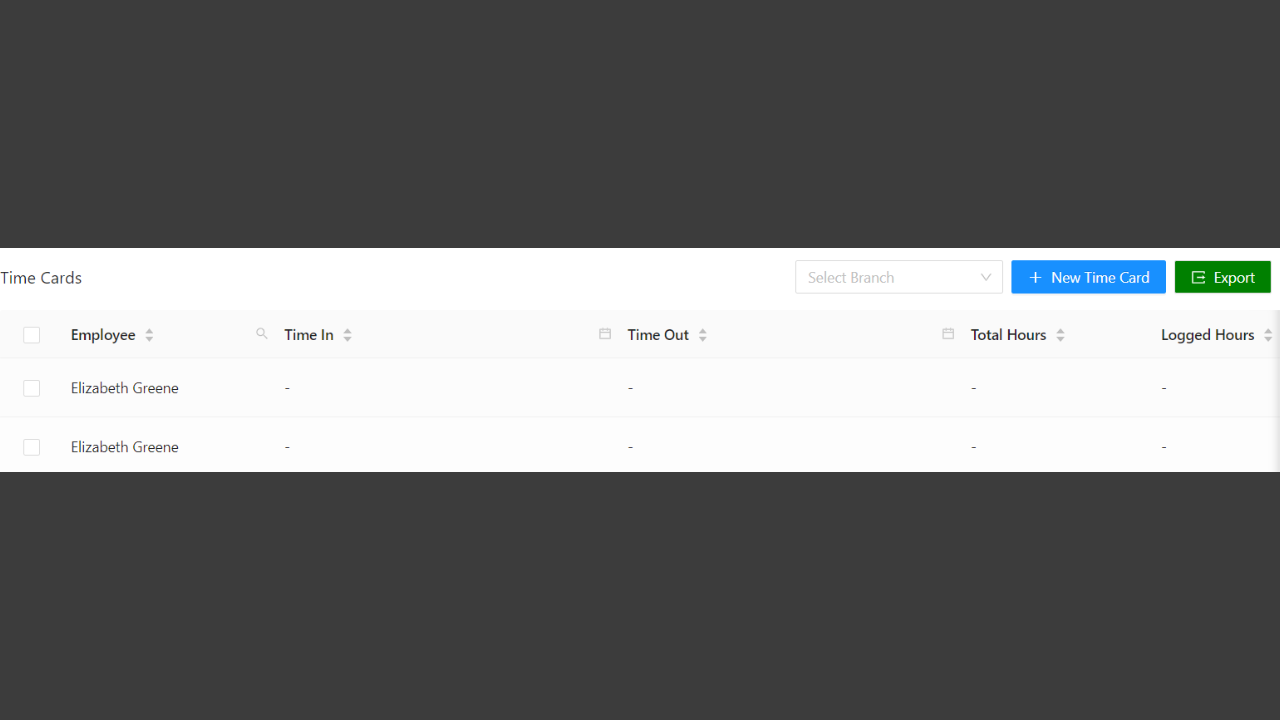 Time Cards Select Branch New Time Card Export
Employee Time In Time Out Total Hours Logged Hours
Elizabeth Greene - - - -
Elizabeth Greene - - - -